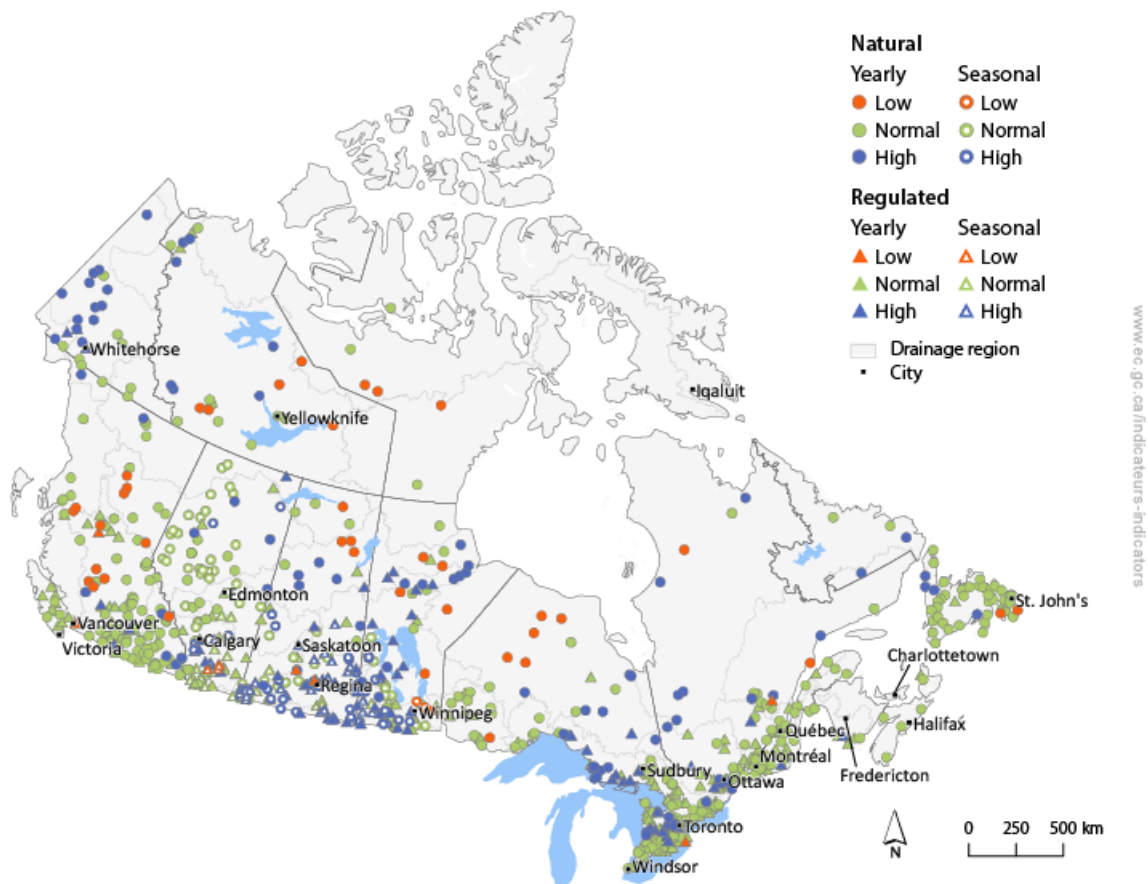 Natural
Yearly Seasonal
Low Low
Normal Normal
High High
Regulated
Yearly Seasonal
Low Low
Normal Normal
High High
Drainage region
City
www.ec.gc.ca/indicateurs-indicators
Whitehorse
Iqaluit
Yellowknife
Edmonton
St. John's
Vancouver
Victoria
Calgary
Saskatoon
Charlottetown
Regina
Winnipeg
Halifax
Québec
Montréal
Fredericton
Sudbury
Ottawa
Toronto
Windsor
N
0 250 500 km